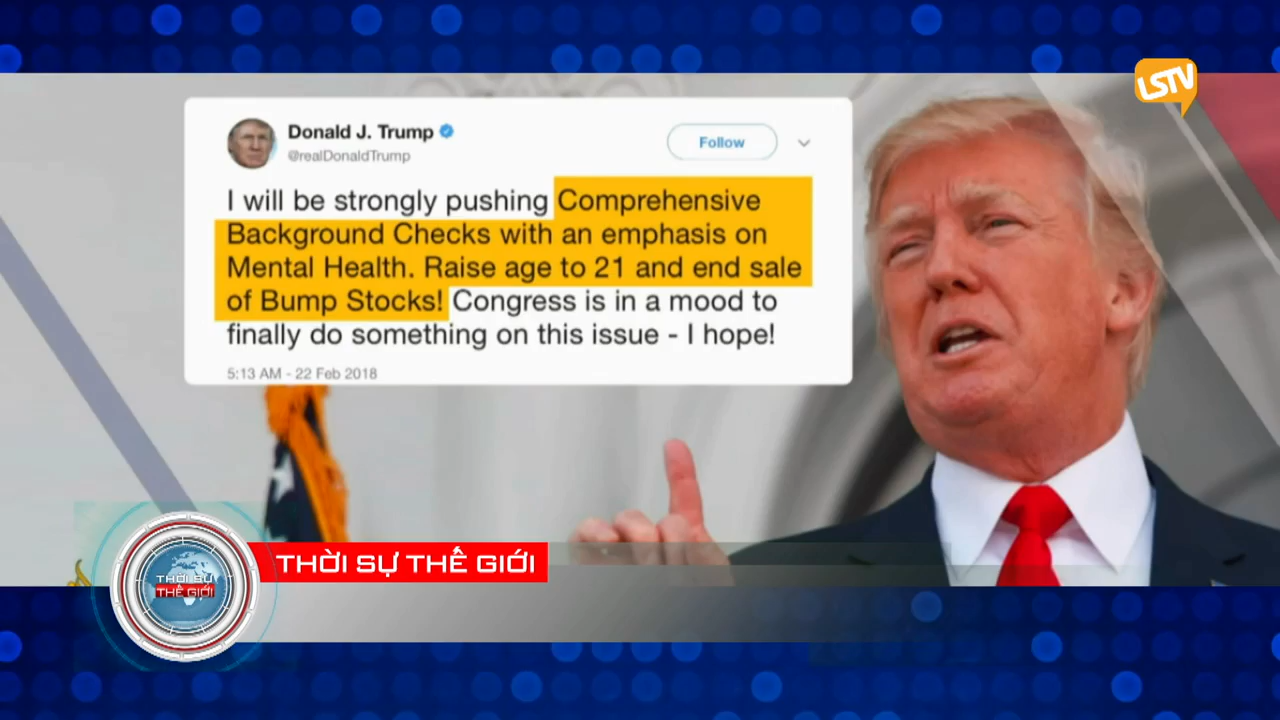 LSTV
Donald J. Trump
@realDonaldTrump
Follow
I will be strongly pushing Comprehensive
Background Checks with an emphasis on
Mental Health. Raise age to 21 and end sale
of Bump Stocks! Congress is in a mood to
finally do something on this issue - I hope!
5:13 AM - 22 Feb 2018
THỜI SỰ THẾ GIỚI
THỜI SỰ
THẾ GIỚI